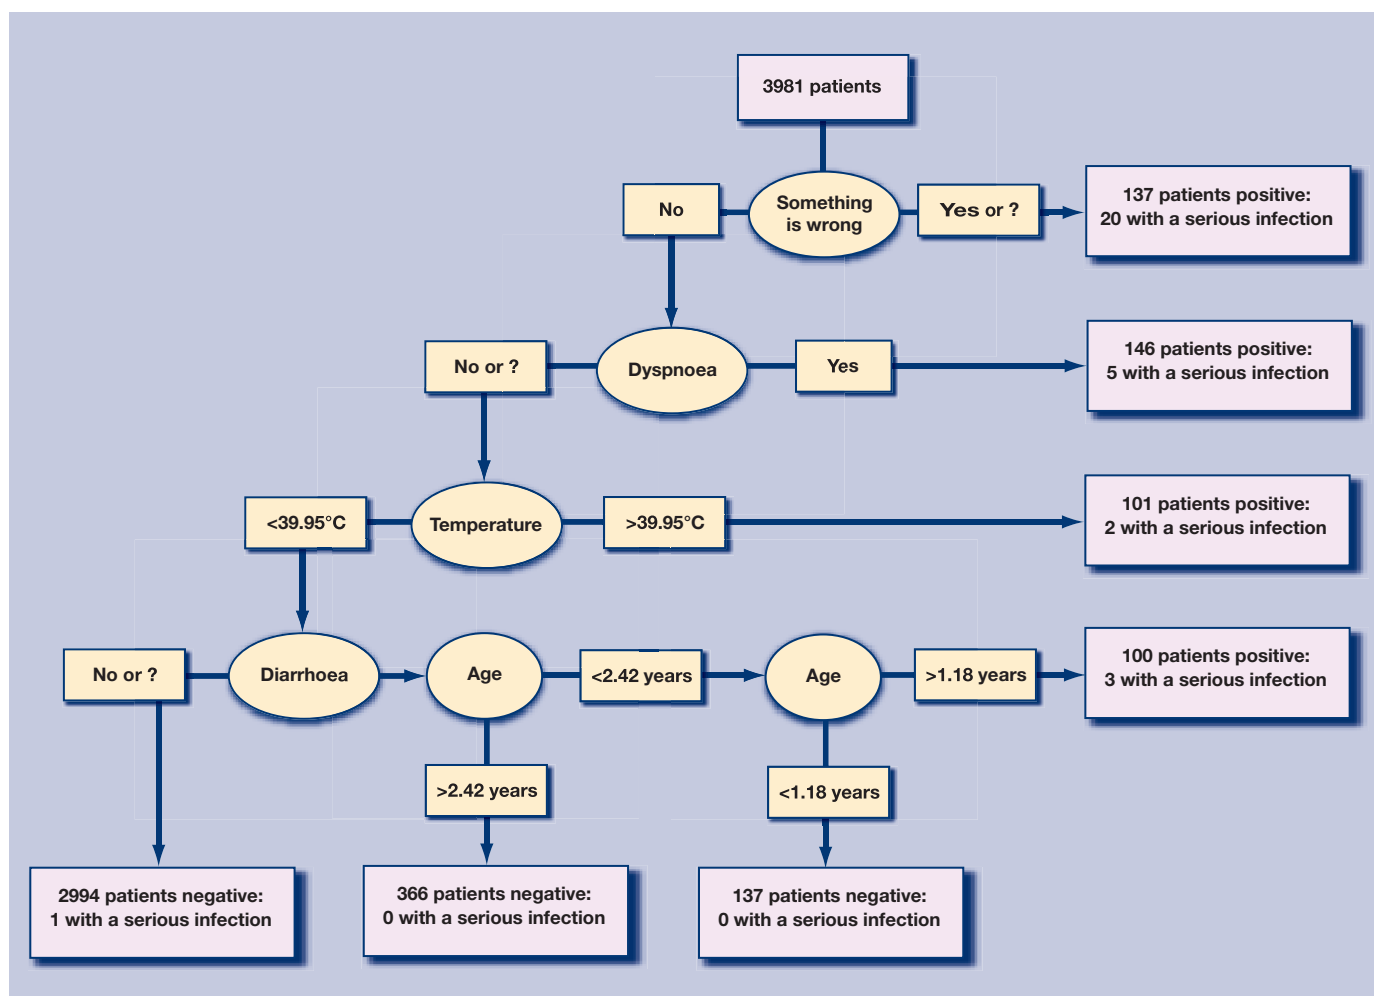 3981 patients
No
Something
is wrong
Yes or ?
137 patients positive:
20 with a serious infection
No or ?
Dyspnoea
Yes
146 patients positive:
5 with a serious infection
<39.95°C
Temperature
>39.95°C
101 patients positive:
2 with a serious infection
No or ?
Diarrhoea
Age
<2.42 years
Age
>1.18 years
100 patients positive:
3 with a serious infection
>2.42 years
<1.18 years
2994 patients negative:
1 with a serious infection
366 patients negative:
0 with a serious infection
137 patients negative:
0 with a serious infection